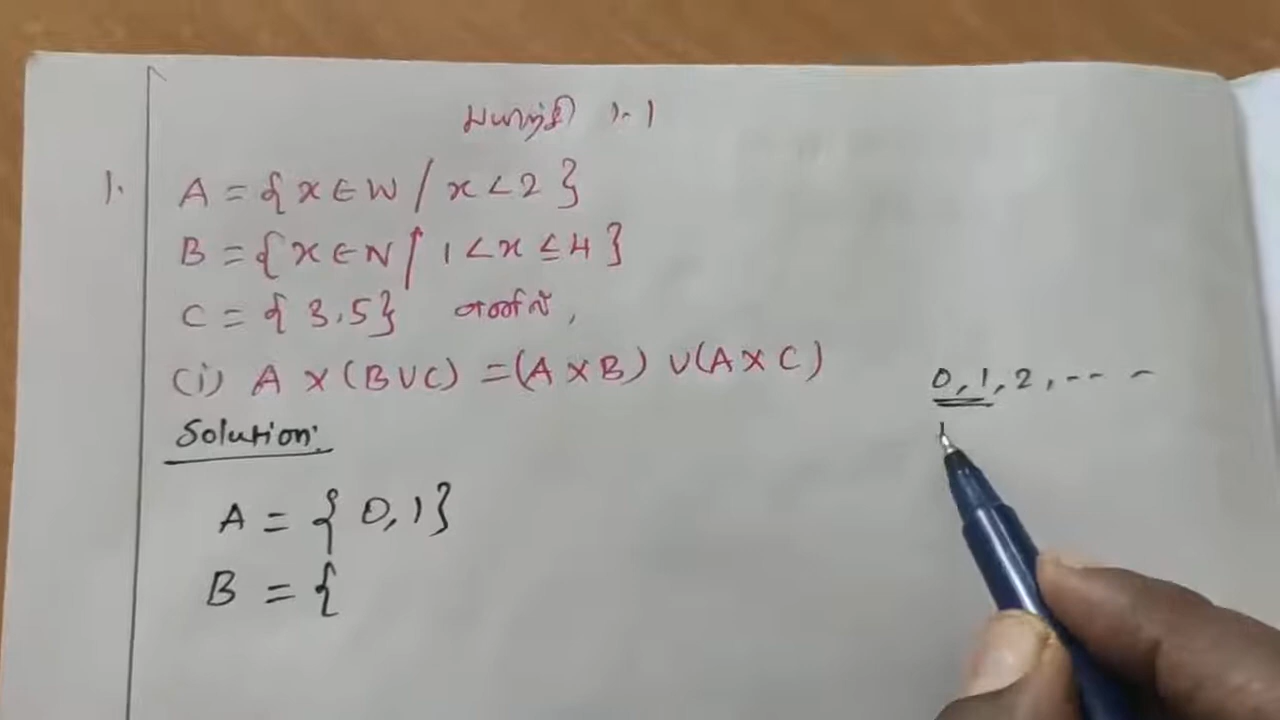 பயிற்சி 1.1
1. A = { x ∈ W / x < 2 }
B = { x ∈ N / 1 < x ≤ 4 }
C = { 3.5 } எனில்,
(i) A × (B ∪ C) = (A × B) ∪ (A × C)
0, 1, 2, -- -
Solution:
A = { 0, 1 }
B = {